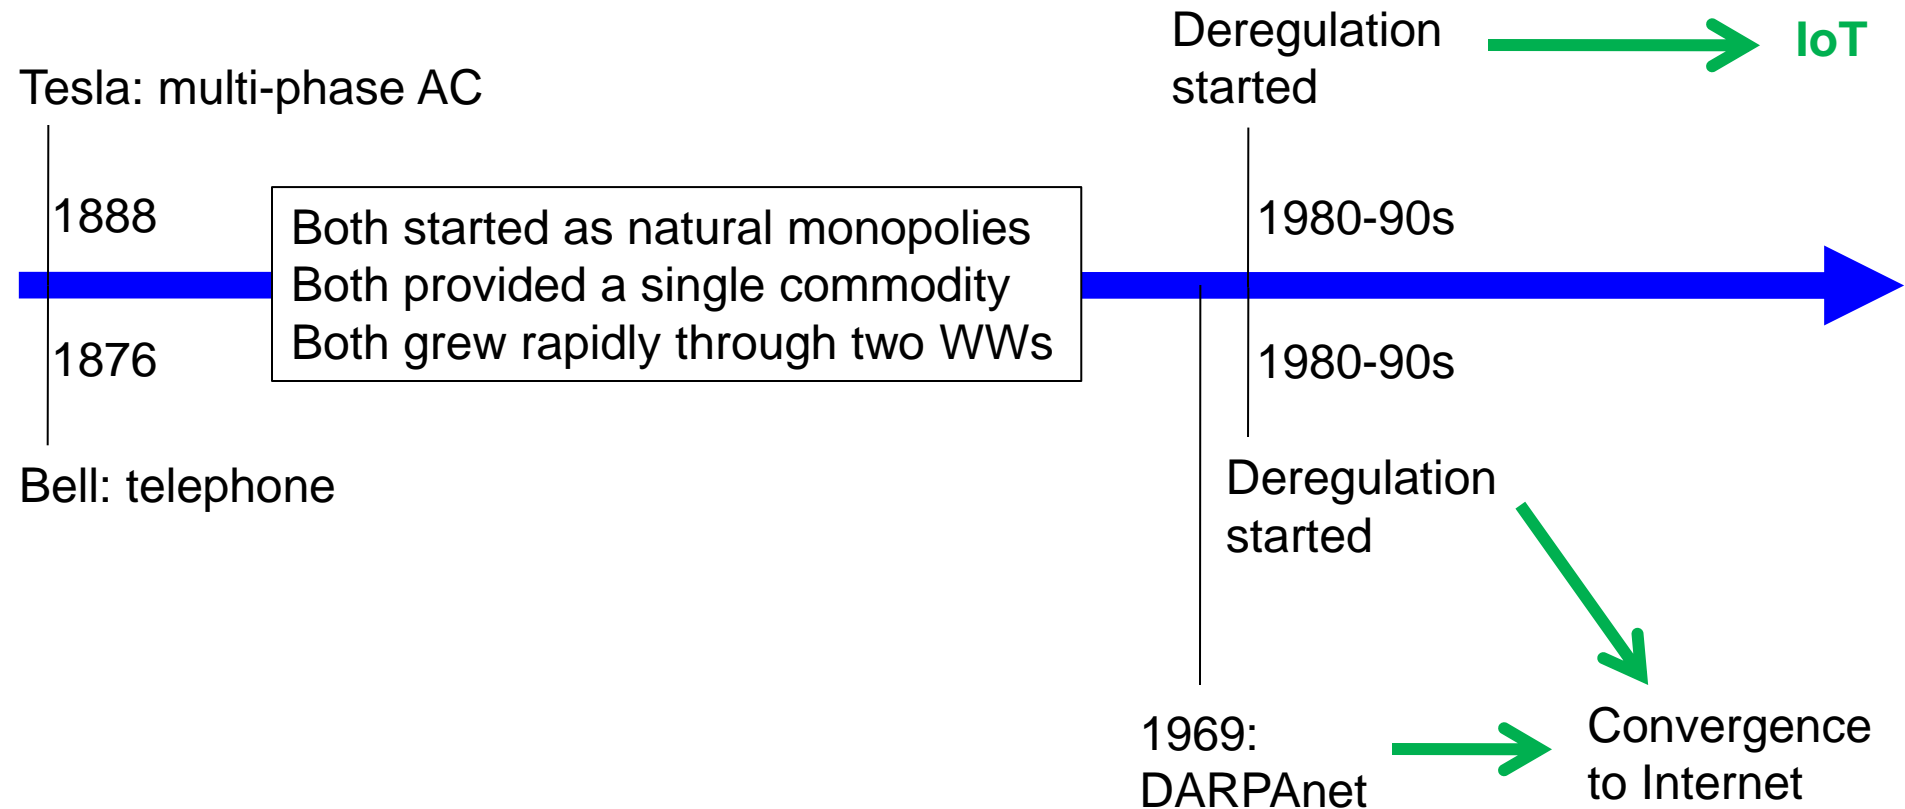 Deregulation
started
IoT
Tesla: multi-phase AC
1888
Both started as natural monopolies
Both provided a single commodity
Both grew rapidly through two WWs
1980-90s
1876
1980-90s
Bell: telephone
Deregulation
started
1969:
DARPAnet
Convergence
to Internet